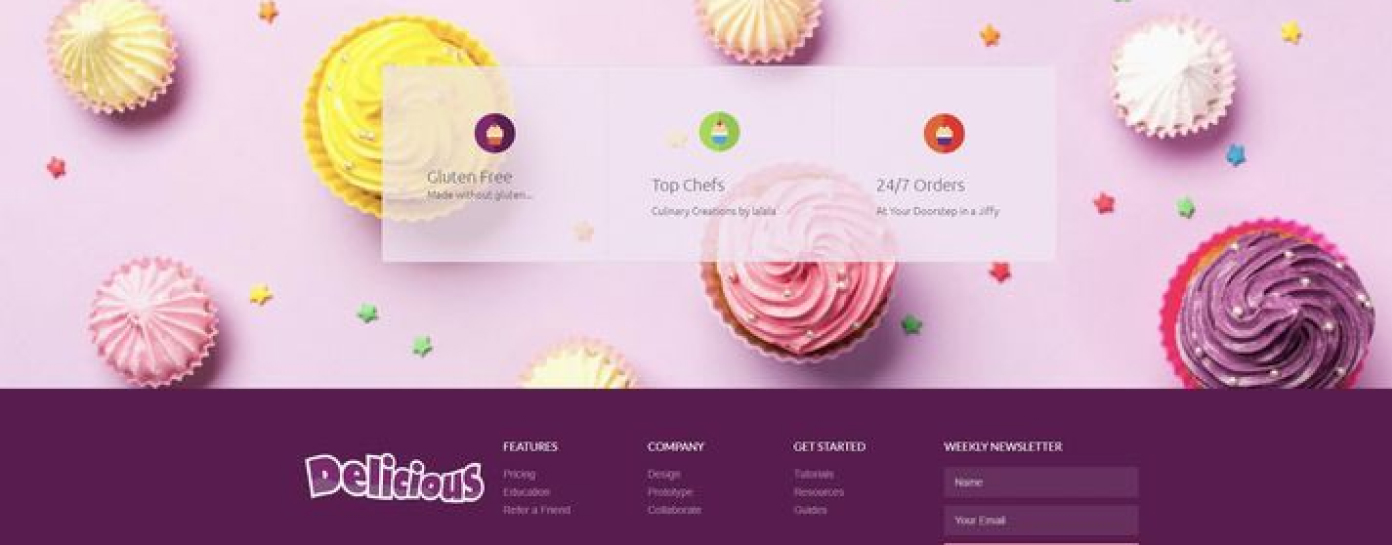 Gluten Free
Made without gluten...
Top Chefs
Culinary Creations by lalala
24/7 Orders
At Your Doorstep in a Jiffy
Delicious
FEATURES
Pricing
Education
Refer a Friend
COMPANY
Design
Prototype
Collaborate
GET STARTED
Tutorials
Resources
Guides
WEEKLY NEWSLETTER
Name
Your Email